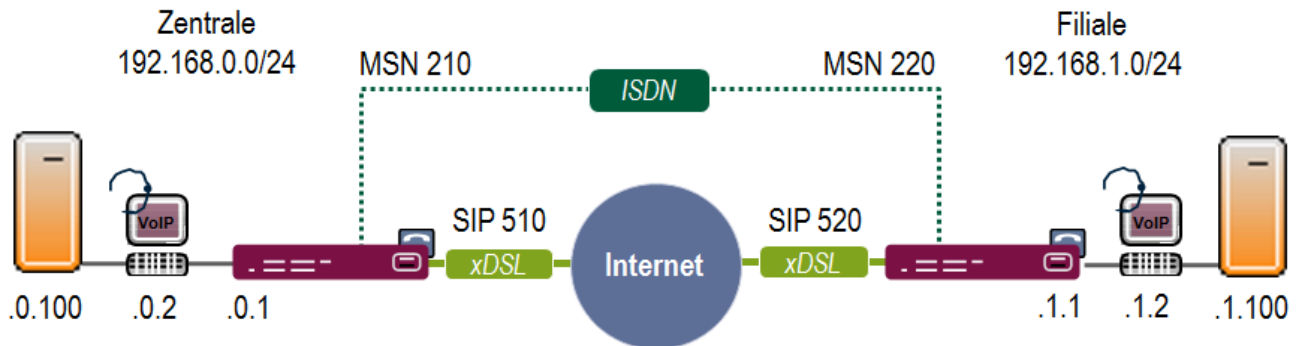 Zentrale
192.168.0.0/24
MSN 210
ISDN
MSN 220
Filiale
192.168.1.0/24
VoIP
SIP 510
xDSL
Internet
SIP 520
xDSL
VoIP
.0.100
.0.2
.0.1
.1.1
.1.2
.1.100